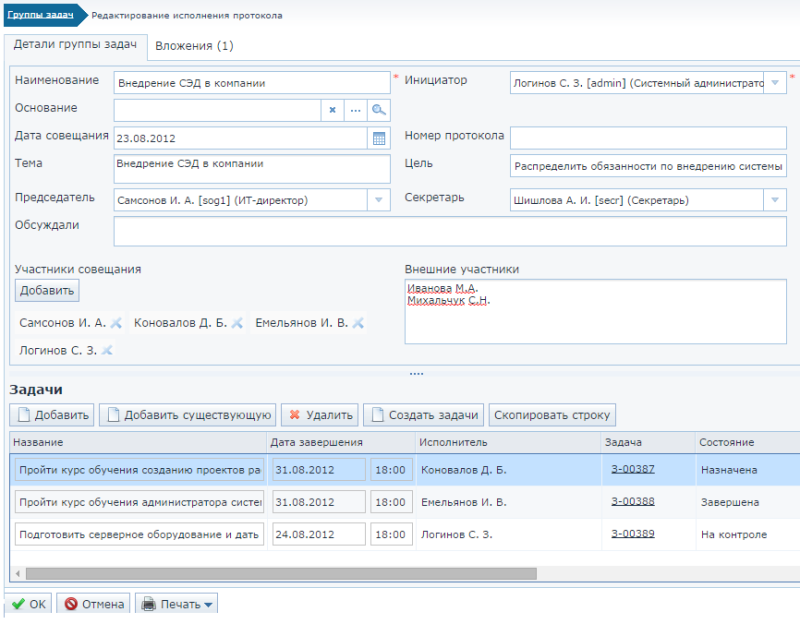 Группы задач Редактирование исполнения протокола
Детали группы задач Вложения (1)
Наименование Внедрение СЭД в компании * Инициатор Логинов С. З. [admin] (Системный администрато *
Основание
Дата совещания 23.08.2012 Номер протокола
Тема Внедрение СЭД в компании Цель Распределить обязанности по внедрению системы
Председатель Самсонов И. А. [sog1] (ИТ-директор) Секретарь Шишлова А. И. [secr] (Секретарь)
Обсуждали
Участники совещания Внешние участники
Добавить Иванова М.А.
Михальчук С.Н.
Самсонов И. А. Коновалов Д. Б. Емельянов И. В.
Логинов С. З.
Задачи
Добавить Добавить существующую Удалить Создать задачи Скопировать строку
Название Дата завершения Исполнитель Задача Состояние
Пройти курс обучения созданию проектов ра 31.08.2012 18:00 Коновалов Д. Б. З-00387 Назначена
Пройти курс обучения администратора систе 31.08.2012 18:00 Емельянов И. В. З-00388 Завершена
Подготовить серверное оборудование и дать 24.08.2012 18:00 Логинов С. З. З-00389 На контроле
ОК Отмена Печать